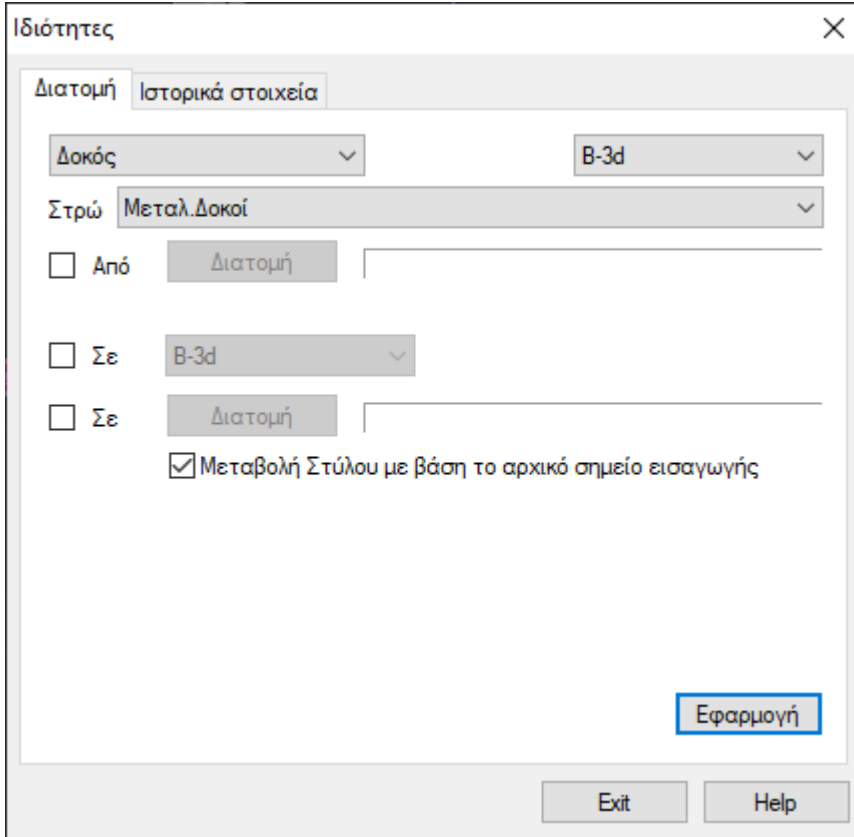 Ιδιότητες
Διατομή Ιστορικά στοιχεία
Δοκός B-3d
Στρώ Μεταλ.Δοκοί
Από Διατομή
Σε B-3d
Σε Διατομή
Μεταβολή Στύλου με βάση το αρχικό σημείο εισαγωγής
Εφαρμογή
Exit Help